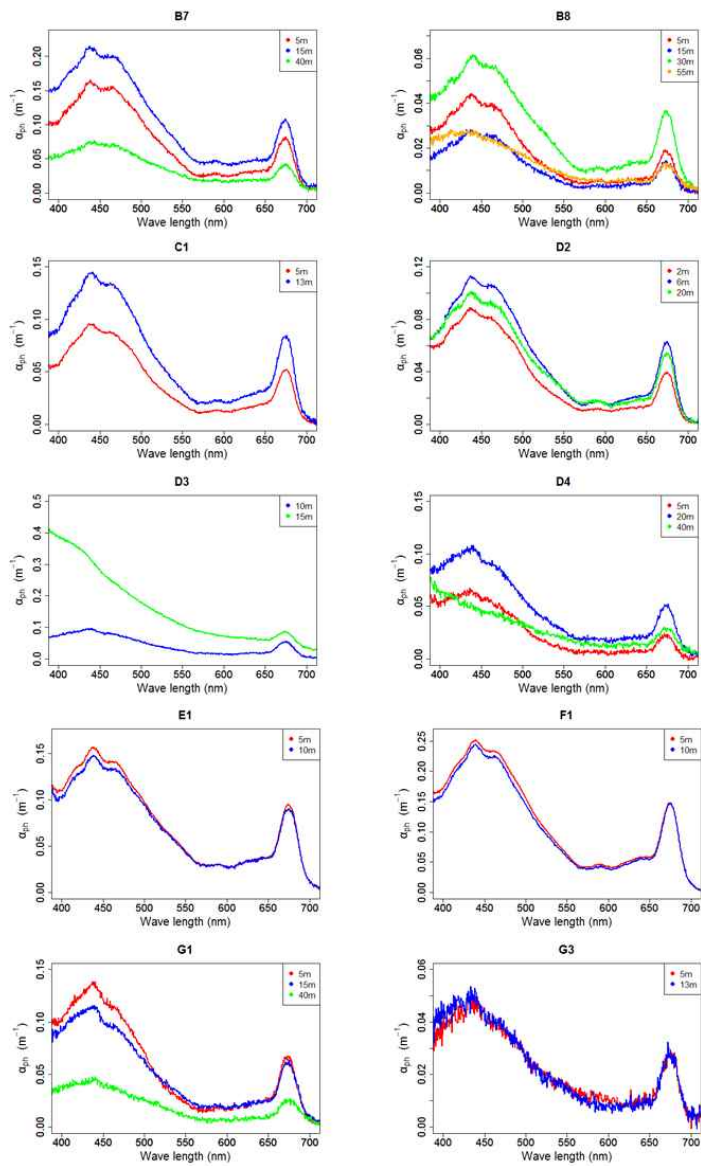 B7
5m
15m
40m
αph (m⁻¹)
0.20
0.15
0.10
0.05
0.00
400 450 500 550 600 650 700
Wave length (nm)
B8
5m
15m
30m
55m
αph (m⁻¹)
0.06
0.04
0.02
0.00
400 450 500 550 600 650 700
Wave length (nm)
C1
5m
13m
αph (m⁻¹)
0.15
0.10
0.05
0.00
400 450 500 550 600 650 700
Wave length (nm)
D2
2m
6m
20m
αph (m⁻¹)
0.12
0.08
0.04
0.00
400 450 500 550 600 650 700
Wave length (nm)
D3
10m
15m
αph (m⁻¹)
0.5
0.4
0.3
0.2
0.1
0.0
400 450 500 550 600 650 700
Wave length (nm)
D4
5m
20m
40m
αph (m⁻¹)
0.15
0.10
0.05
0.00
400 450 500 550 600 650 700
Wave length (nm)
E1
5m
10m
αph (m⁻¹)
0.15
0.10
0.05
0.00
400 450 500 550 600 650 700
Wave length (nm)
F1
5m
10m
αph (m⁻¹)
0.25
0.20
0.15
0.10
0.05
0.00
400 450 500 550 600 650 700
Wave length (nm)
G1
5m
15m
40m
αph (m⁻¹)
0.15
0.10
0.05
0.00
400 450 500 550 600 650 700
Wave length (nm)
G3
5m
13m
αph (m⁻¹)
0.06
0.04
0.02
0.00
400 450 500 550 600 650 700
Wave length (nm)